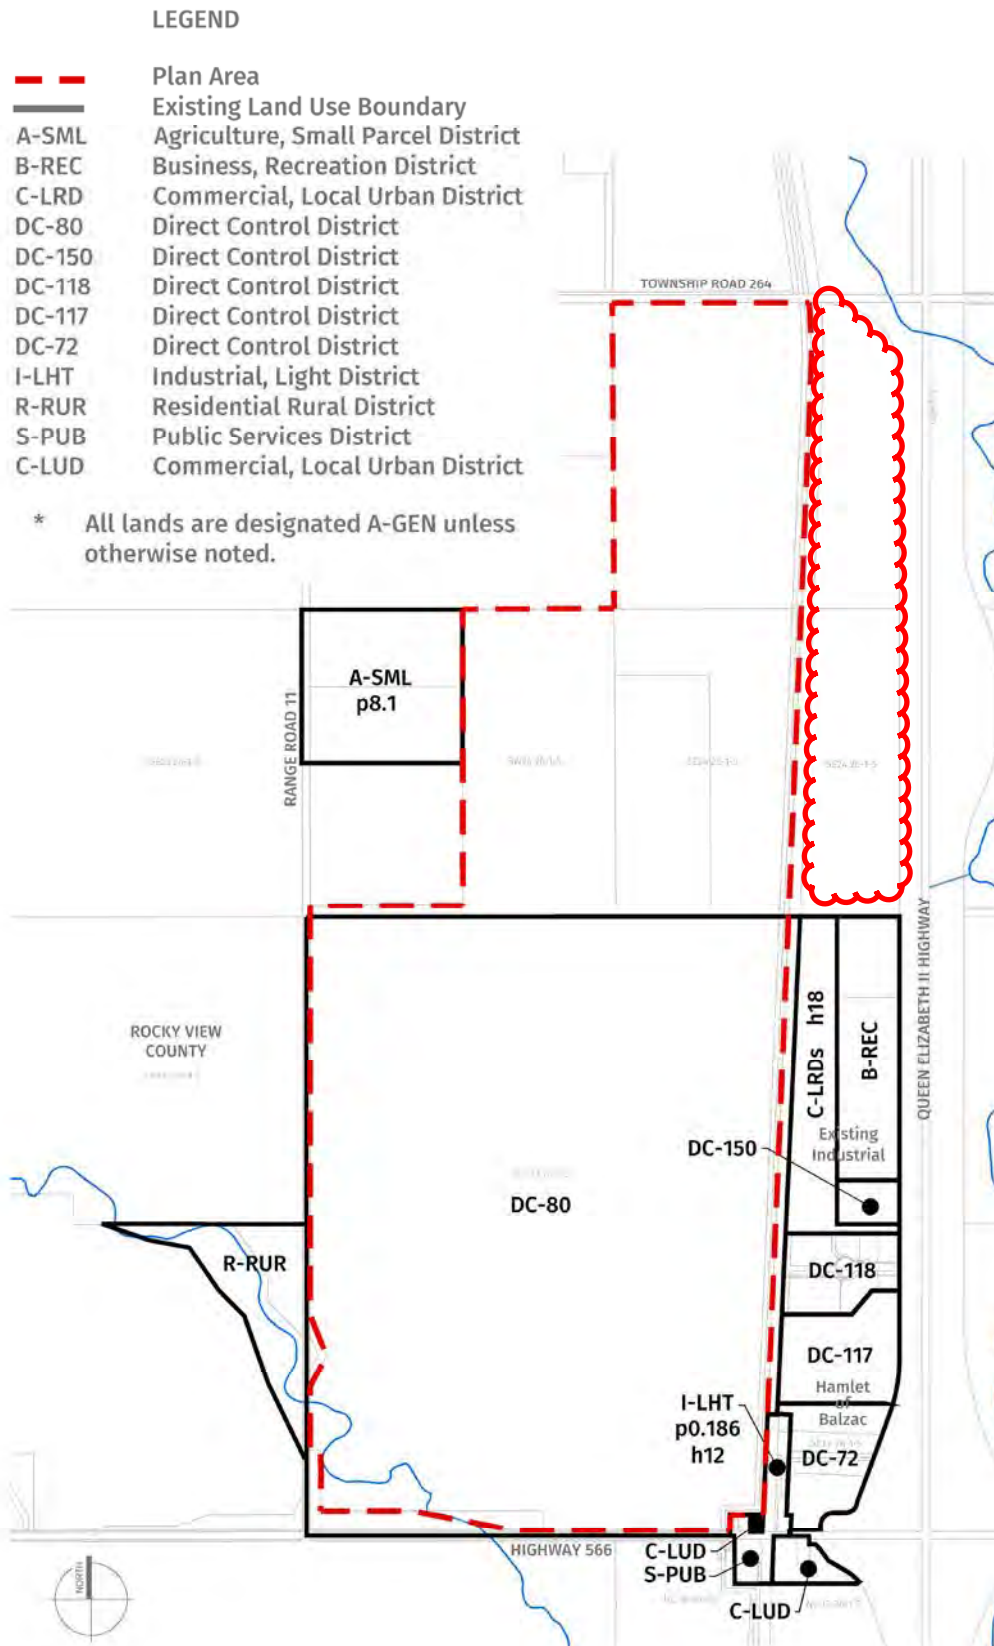 LEGEND
Plan Area
Existing Land Use Boundary
A-SML Agriculture, Small Parcel District
B-REC Business, Recreation District
C-LRD Commercial, Local Urban District
DC-80 Direct Control District
DC-150 Direct Control District
DC-118 Direct Control District
DC-117 Direct Control District
DC-72 Direct Control District
I-LHT Industrial, Light District
R-RUR Residential Rural District
S-PUB Public Services District
C-LUD Commercial, Local Urban District
* All lands are designated A-GEN unless
otherwise noted.
TOWNSHIP ROAD 264
A-SML
p8.1
RANGE ROAD 11
QUEEN ELIZABETH II HIGHWAY
ROCKY VIEW
COUNTY
C-LRDs h18
B-REC
Existing
Industrial
DC-150
DC-80
R-RUR
DC-118
DC-117
Hamlet
of
Balzac
I-LHT
p0.186
h12
DC-72
HIGHWAY 566
C-LUD
S-PUB
C-LUD
NORTH